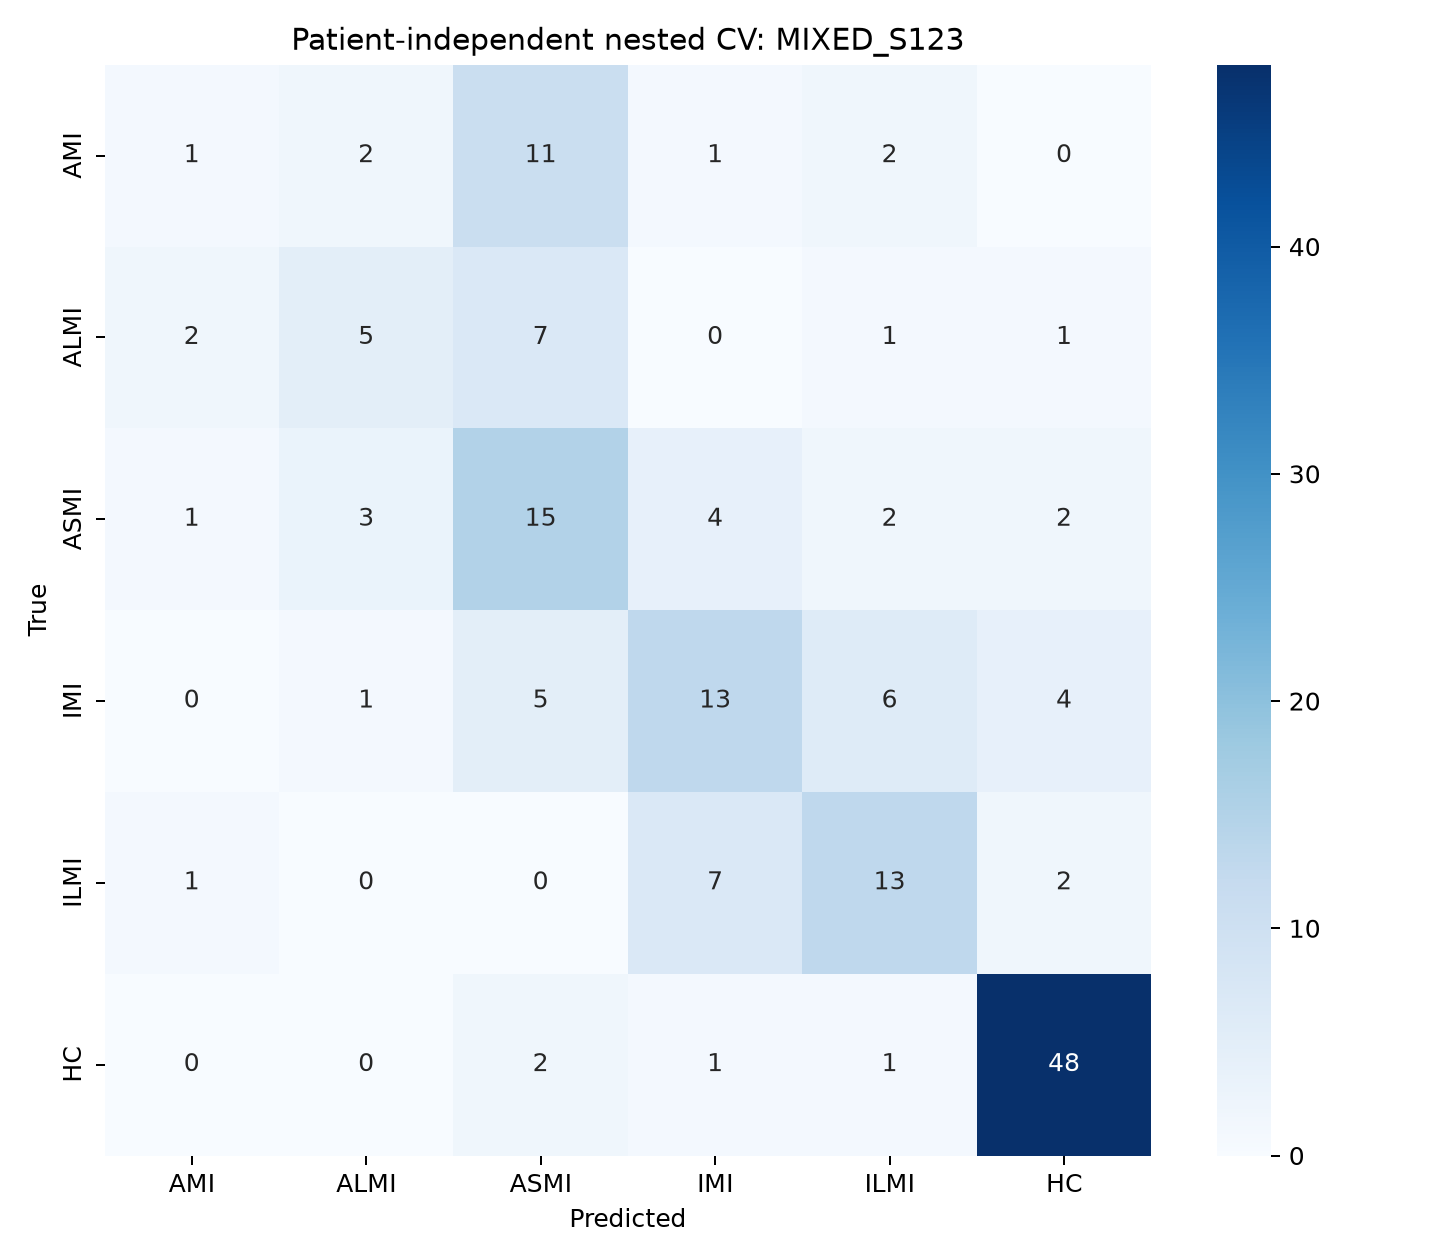 Patient-independent nested CV: MIXED_S123
AMI 1 2 11 1 2 0
ALMI 2 5 7 0 1 1
ASMI 1 3 15 4 2 2
IMI 0 1 5 13 6 4
ILMI 1 0 0 7 13 2
HC 0 0 2 1 1 48
True
AMI ALMI ASMI IMI ILMI HC
Predicted
40
30
20
10
0